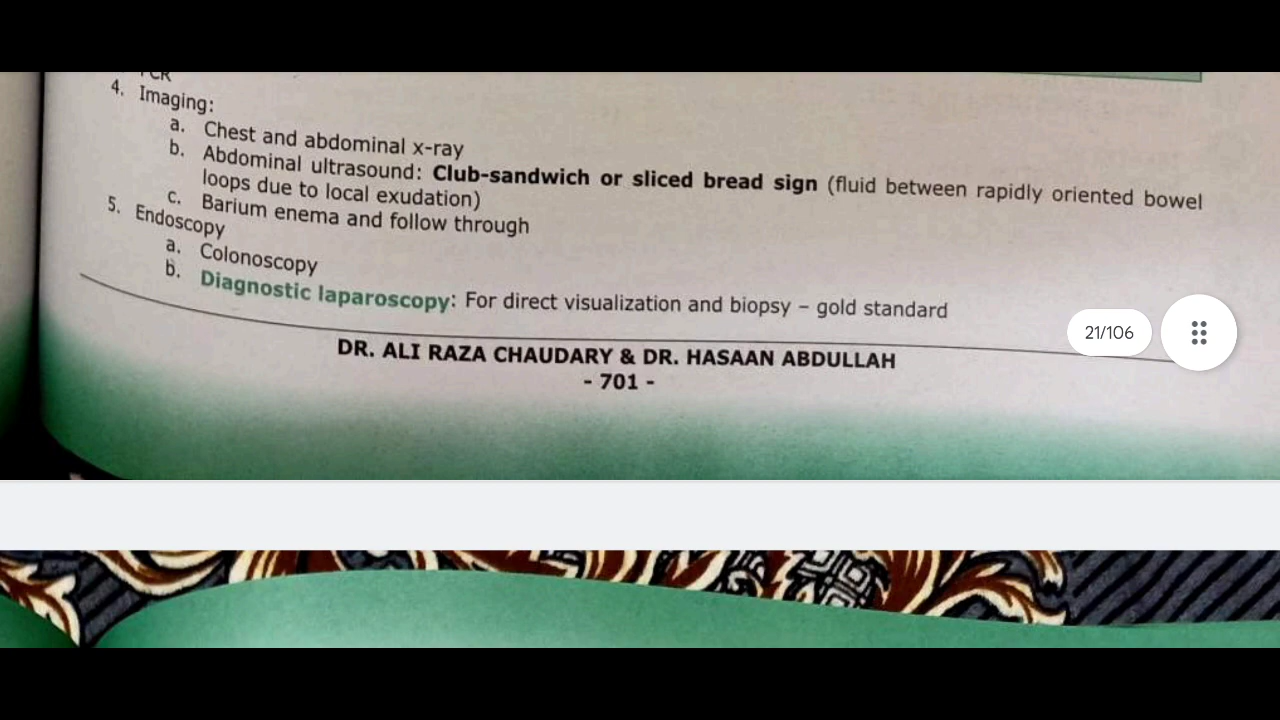 PCR
4. Imaging:
a. Chest and abdominal x-ray
b. Abdominal ultrasound: Club-sandwich or sliced bread sign (fluid between rapidly oriented bowel
loops due to local exudation)
c. Barium enema and follow through
5. Endoscopy
a. Colonoscopy
b. Diagnostic laparoscopy: For direct visualization and biopsy – gold standard
21/106
DR. ALI RAZA CHAUDARY & DR. HASAAN ABDULLAH
- 701 -